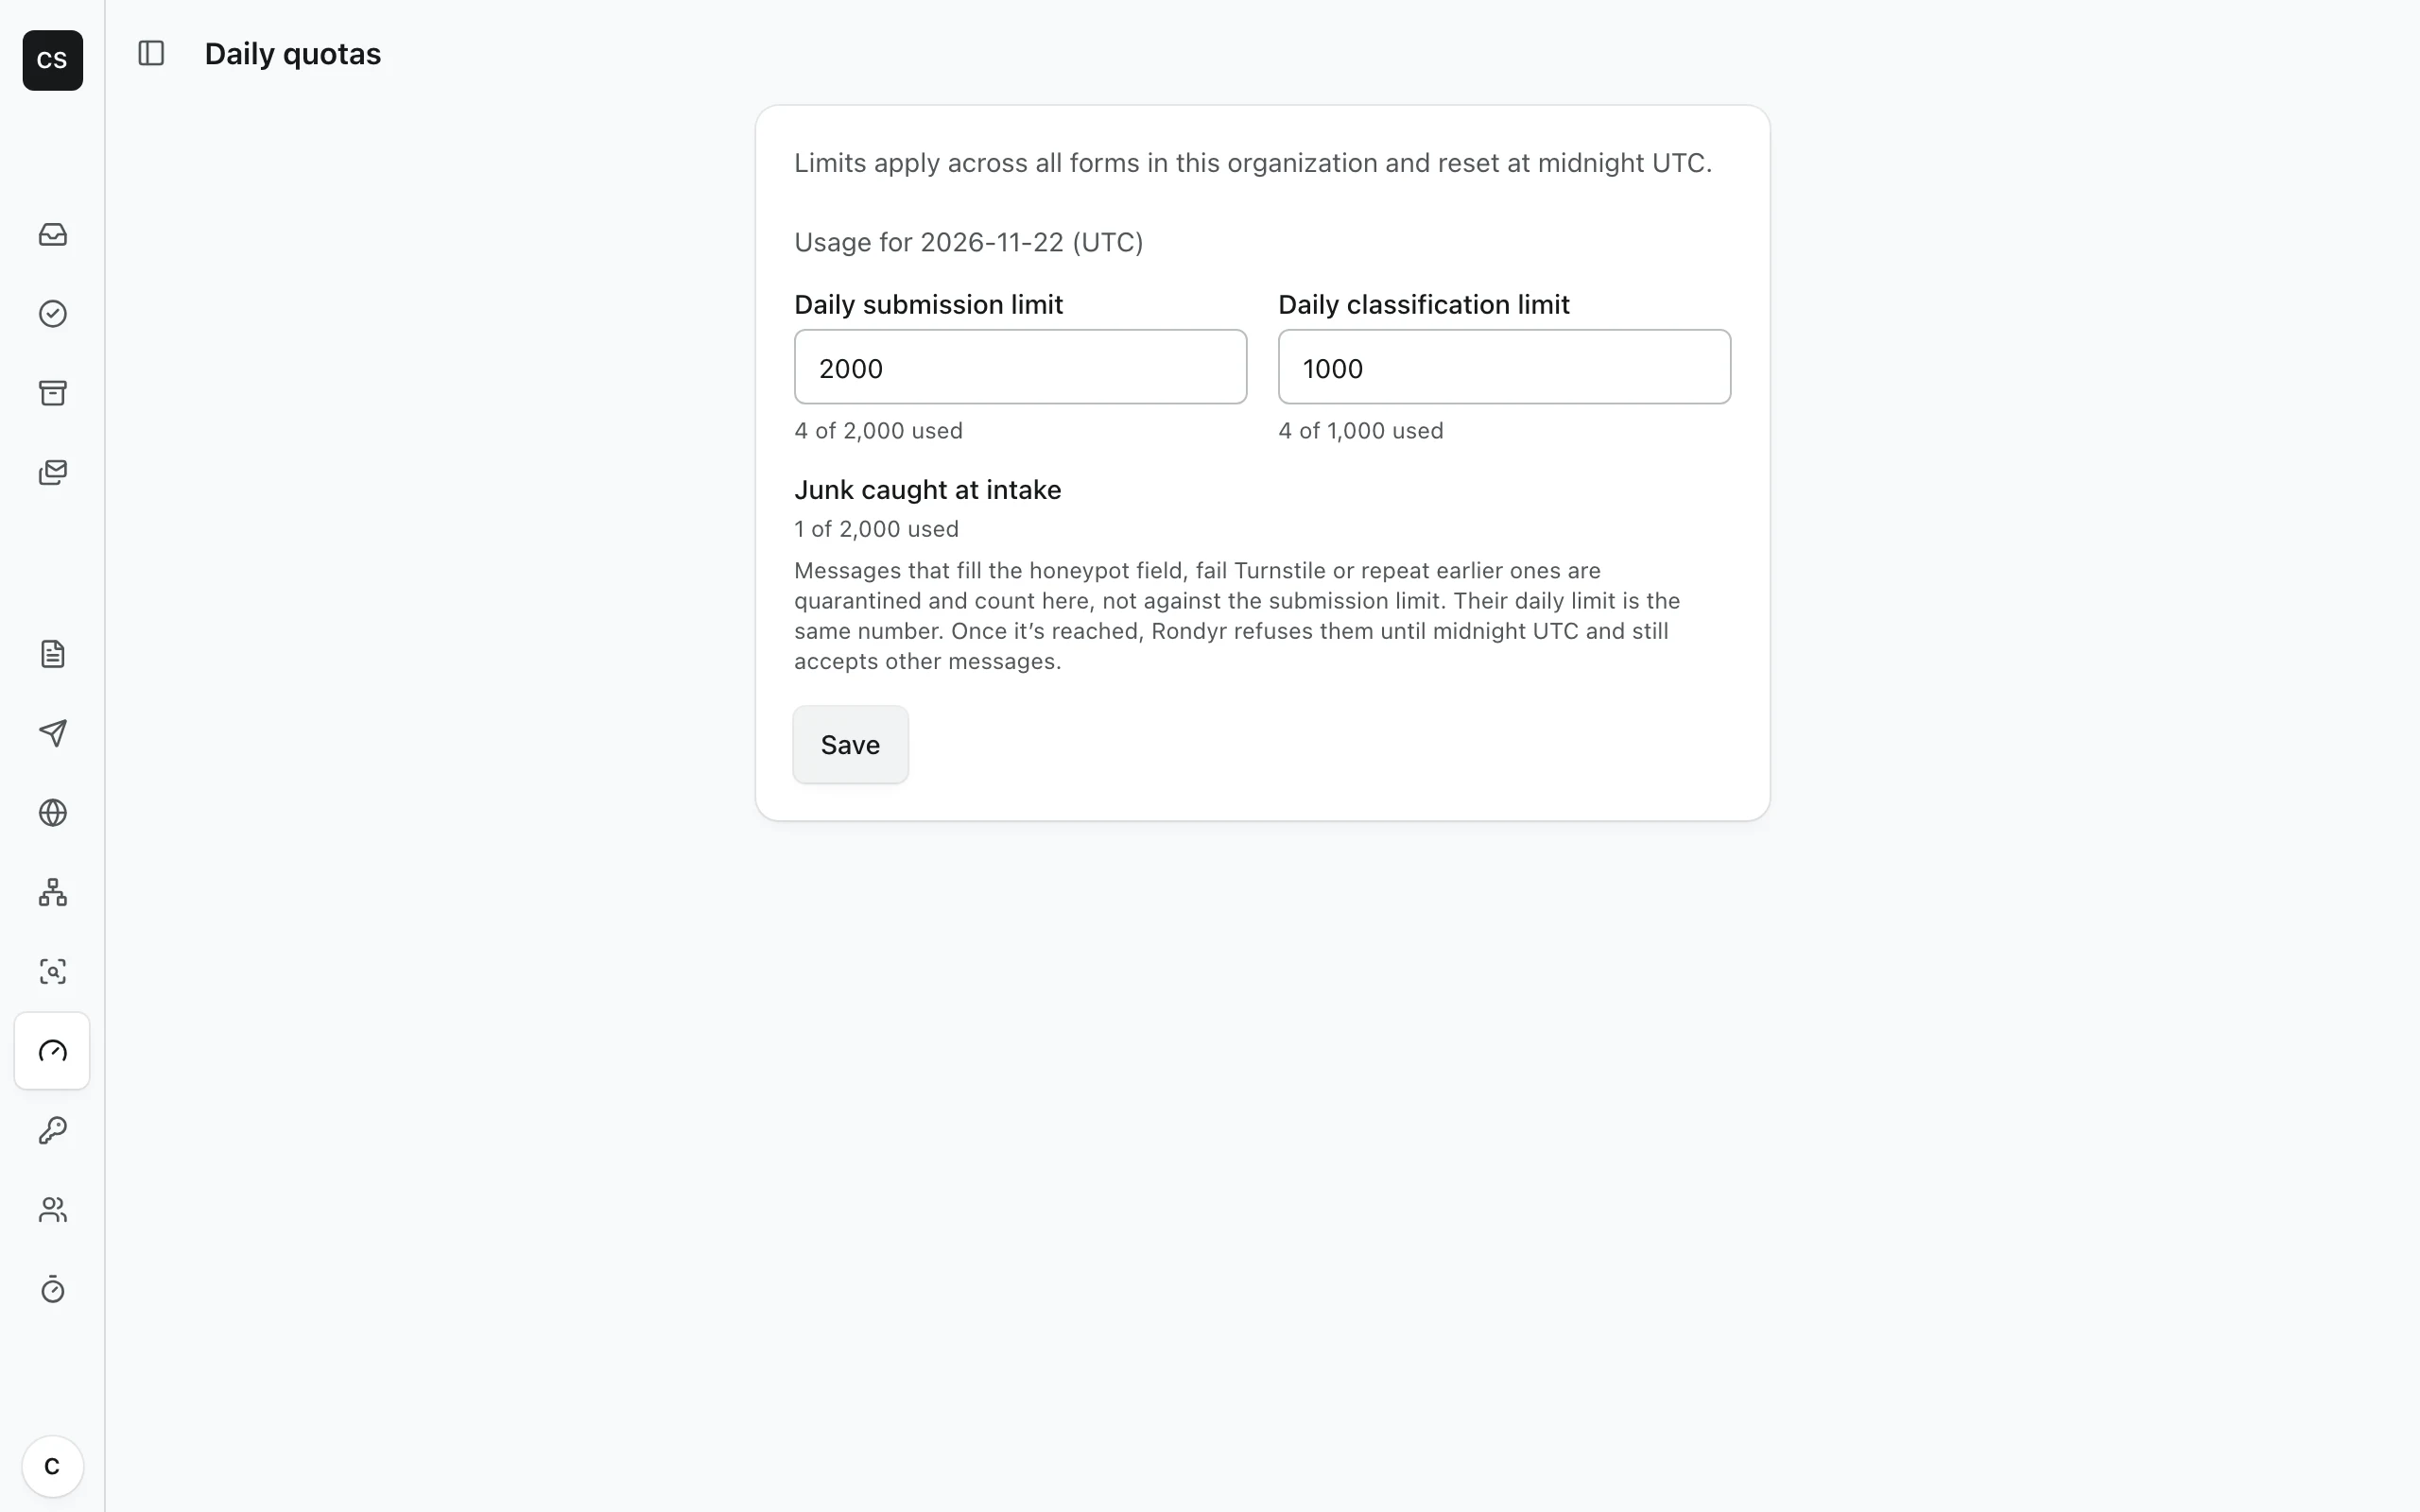 CS
Daily quotas
Limits apply across all forms in this organization and reset at midnight UTC.
Usage for 2026-11-22 (UTC)
Daily submission limit
2000
4 of 2,000 used
Daily classification limit
1000
4 of 1,000 used
Junk caught at intake
1 of 2,000 used
Messages that fill the honeypot field, fail Turnstile or repeat earlier ones are
quarantined and count here, not against the submission limit. Their daily limit is the
same number. Once it’s reached, Rondyr refuses them until midnight UTC and still
accepts other messages.
Save
C